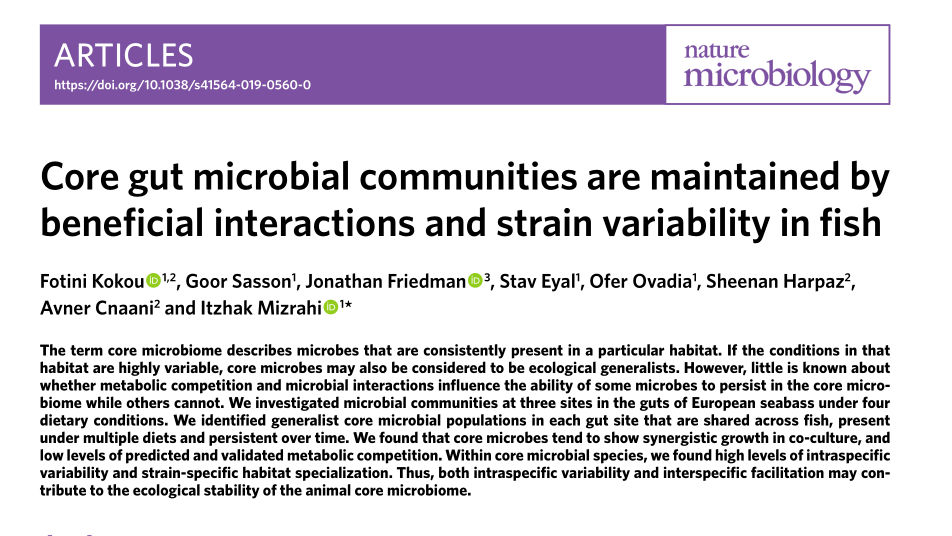 ARTICLES
https://doi.org/10.1038/s41564-019-0560-0
nature
microbiology
Core gut microbial communities are maintained by
beneficial interactions and strain variability in fish
Fotini Kokou iD 1,2, Goor Sasson1, Jonathan Friedman iD 3, Stav Eyal1, Ofer Ovadia1, Sheenan Harpaz2,
Avner Cnaani2 and Itzhak Mizrahi iD 1*
The term core microbiome describes microbes that are consistently present in a particular habitat. If the conditions in that
habitat are highly variable, core microbes may also be considered to be ecological generalists. However, little is known about
whether metabolic competition and microbial interactions influence the ability of some microbes to persist in the core micro-
biome while others cannot. We investigated microbial communities at three sites in the guts of European seabass under four
dietary conditions. We identified generalist core microbial populations in each gut site that are shared across fish, present
under multiple diets and persistent over time. We found that core microbes tend to show synergistic growth in co-culture, and
low levels of predicted and validated metabolic competition. Within core microbial species, we found high levels of intraspecific
variability and strain-specific habitat specialization. Thus, both intraspecific variability and interspecific facilitation may con-
tribute to the ecological stability of the animal core microbiome.